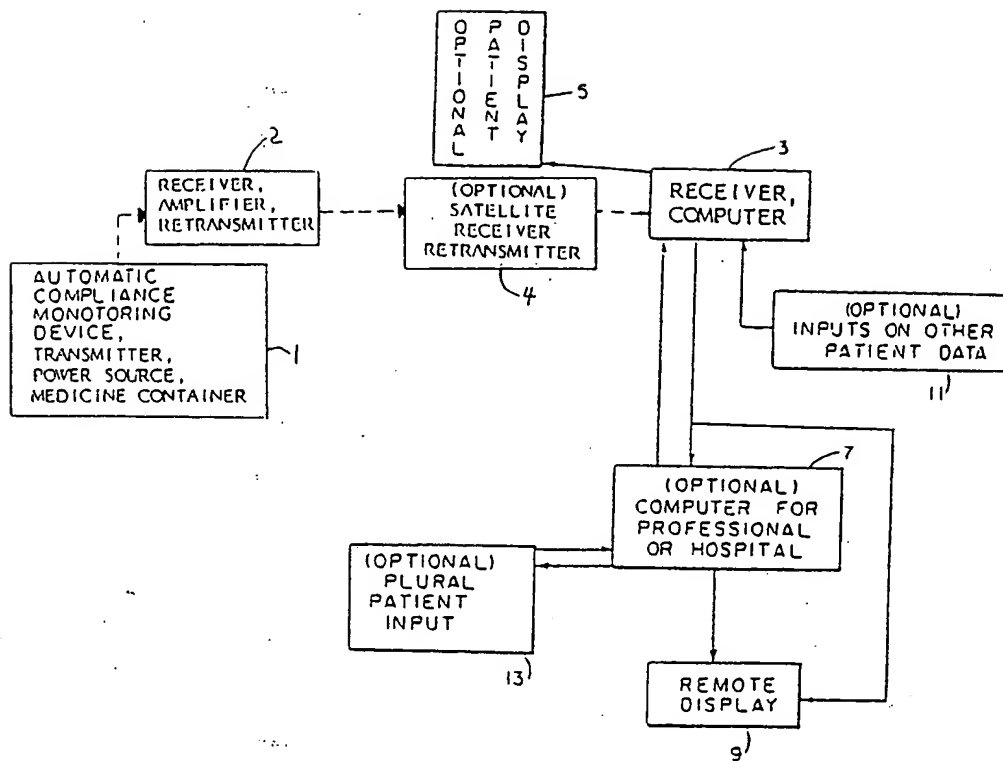 OPTIONAL
PATIENT
DISPLAY
5
2
RECEIVER,
AMPLIFIER,
RETRANSMITTER
(OPTIONAL)
SATELLITE
RECEIVER
RETRANSMITTER
4
3
RECEIVER,
COMPUTER
AUTOMATIC
COMPLIANCE
MONOTORING
DEVICE,
TRANSMITTER,
POWER SOURCE,
MEDICINE CONTAINER
1
(OPTIONAL)
INPUTS ON OTHER
PATIENT DATA
11
7
(OPTIONAL)
COMPUTER FOR
PROFESSIONAL
OR HOSPITAL
(OPTIONAL)
PLURAL
PATIENT
INPUT
13
REMOTE
DISPLAY
9